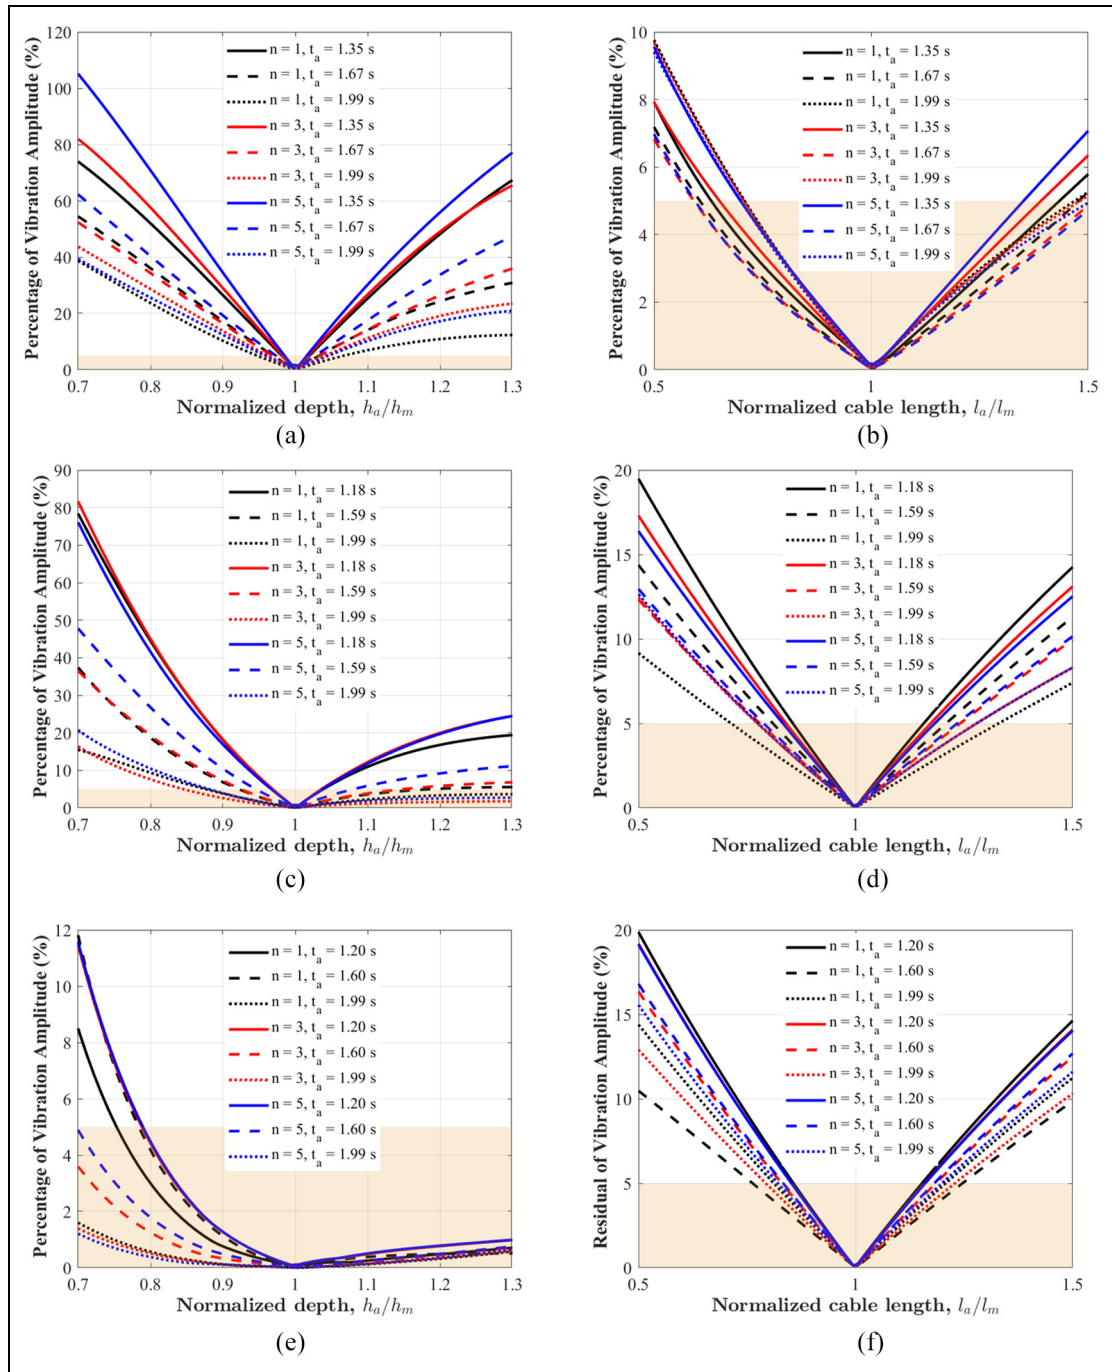 120
100
80
60
40
20
0
Percentage of Vibration Amplitude (%)
n = 1, t_a = 1.35 s
n = 1, t_a = 1.67 s
n = 1, t_a = 1.99 s
n = 3, t_a = 1.35 s
n = 3, t_a = 1.67 s
n = 3, t_a = 1.99 s
n = 5, t_a = 1.35 s
n = 5, t_a = 1.67 s
n = 5, t_a = 1.99 s
0.7 0.8 0.9 1 1.1 1.2 1.3
Normalized depth, h_a/h_m
(a)
10
8
6
4
2
0
Percentage of Vibration Amplitude (%)
n = 1, t_a = 1.35 s
n = 1, t_a = 1.67 s
n = 1, t_a = 1.99 s
n = 3, t_a = 1.35 s
n = 3, t_a = 1.67 s
n = 3, t_a = 1.99 s
n = 5, t_a = 1.35 s
n = 5, t_a = 1.67 s
n = 5, t_a = 1.99 s
0.5 1 1.5
Normalized cable length, l_a/l_m
(b)
90
80
70
60
50
40
30
20
10
0
Percentage of Vibration Amplitude (%)
n = 1, t_a = 1.18 s
n = 1, t_a = 1.59 s
n = 1, t_a = 1.99 s
n = 3, t_a = 1.18 s
n = 3, t_a = 1.59 s
n = 3, t_a = 1.99 s
n = 5, t_a = 1.18 s
n = 5, t_a = 1.59 s
n = 5, t_a = 1.99 s
0.7 0.8 0.9 1 1.1 1.2 1.3
Normalized depth, h_a/h_m
(c)
20
15
10
5
0
Percentage of Vibration Amplitude (%)
n = 1, t_a = 1.18 s
n = 1, t_a = 1.59 s
n = 1, t_a = 1.99 s
n = 3, t_a = 1.18 s
n = 3, t_a = 1.59 s
n = 3, t_a = 1.99 s
n = 5, t_a = 1.18 s
n = 5, t_a = 1.59 s
n = 5, t_a = 1.99 s
0.5 1 1.5
Normalized cable length, l_a/l_m
(d)
12
10
8
6
4
2
0
Percentage of Vibration Amplitude (%)
n = 1, t_a = 1.20 s
n = 1, t_a = 1.60 s
n = 1, t_a = 1.99 s
n = 3, t_a = 1.20 s
n = 3, t_a = 1.60 s
n = 3, t_a = 1.99 s
n = 5, t_a = 1.20 s
n = 5, t_a = 1.60 s
n = 5, t_a = 1.99 s
0.7 0.8 0.9 1 1.1 1.2 1.3
Normalized depth, h_a/h_m
(e)
20
15
10
5
0
Residual of Vibration Amplitude (%)
n = 1, t_a = 1.20 s
n = 1, t_a = 1.60 s
n = 1, t_a = 1.99 s
n = 3, t_a = 1.20 s
n = 3, t_a = 1.60 s
n = 3, t_a = 1.99 s
n = 5, t_a = 1.20 s
n = 5, t_a = 1.60 s
n = 5, t_a = 1.99 s
0.5 1 1.5
Normalized cable length, l_a/l_m
(f)